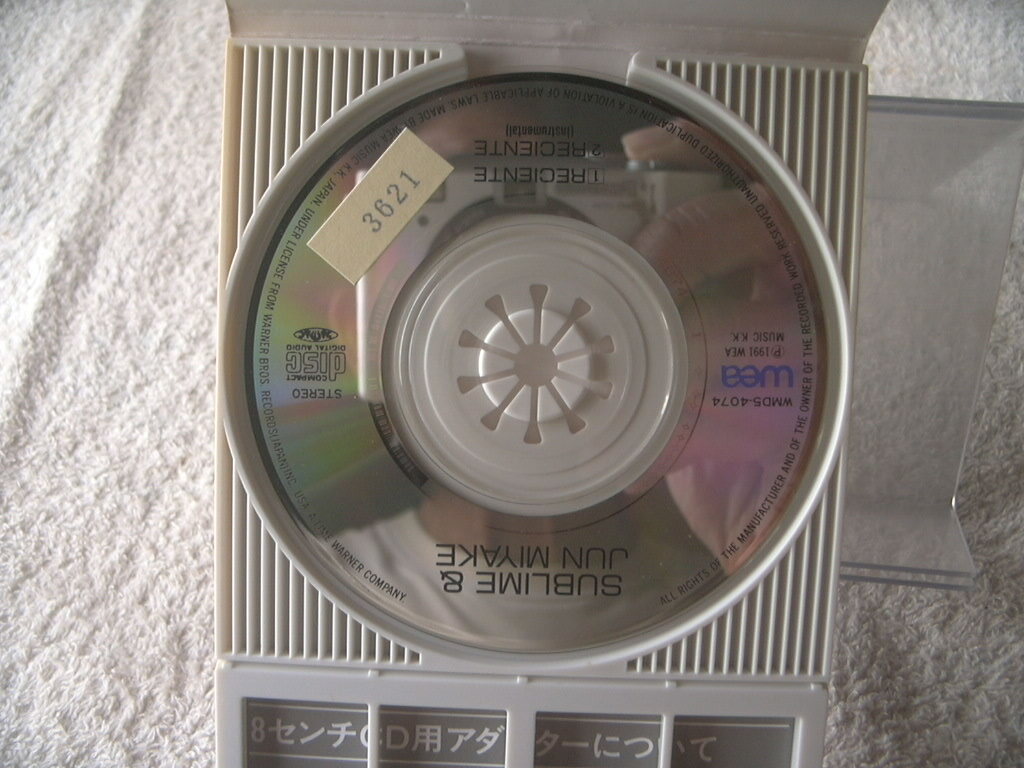 SUBLIME &
JUN MIYAKE
WMD5-4074
wea
℗1991 WEA
MUSIC K.K.
STEREO
COMPACT
disc
DIGITAL AUDIO
1 RECIENTE
2 RECIENTE
(Instrumental)
ALL RIGHTS OF THE MANUFACTURER AND OF THE OWNER OF THE RECORDED WORK RESERVED UNAUTHORIZED DUPLICATION IS A VIOLATION OF APPLICABLE LAWS. MADE BY WEA MUSIC K.K. JAPAN. UNDER LICENSE FROM WARNER BROS. RECORDS(JAPAN)INC. USA A TIME WARNER COMPANY.
3621
8センチCD用アダプターについて